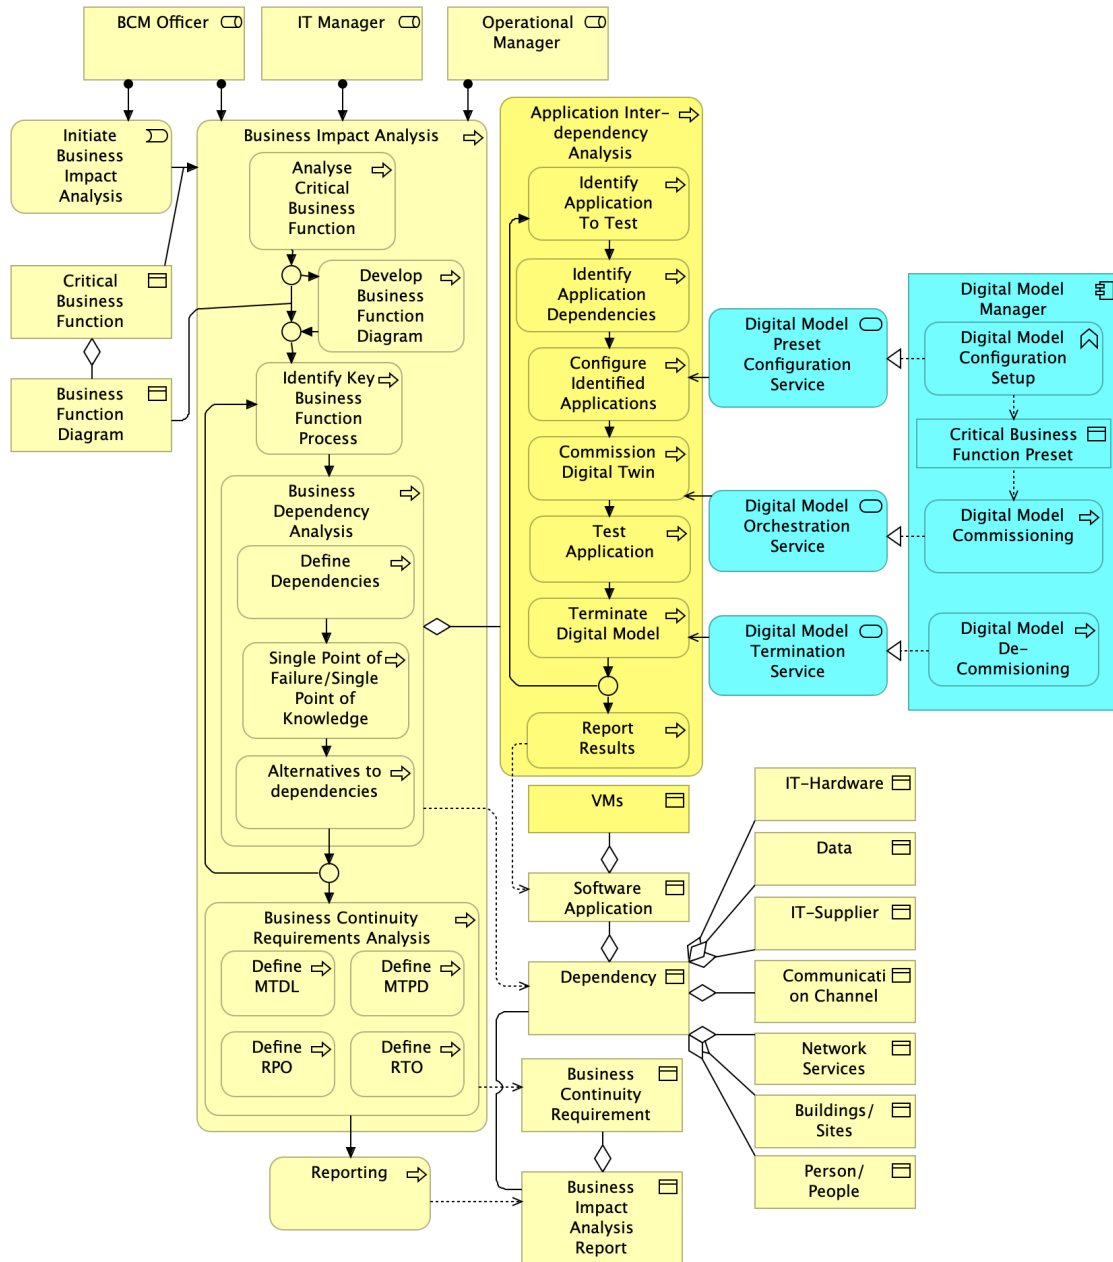 BCM Officer
IT Manager
Operational
Manager
Initiate
Business
Impact
Analysis
Business Impact Analysis
Analyse
Critical
Business
Function
Develop
Business
Function
Diagram
Critical
Business
Function
Business
Function
Diagram
Identify Key
Business
Function
Process
Business
Dependency
Analysis
Define
Dependencies
Single Point of
Failure/Single
Point of
Knowledge
Alternatives to
dependencies
Business Continuity
Requirements Analysis
Define
MTDL
Define
MTPD
Define
RPO
Define
RTO
Reporting
Application Inter-
dependency
Analysis
Identify
Application
To Test
Identify
Application
Dependencies
Configure
Identified
Applications
Commission
Digital Twin
Test
Application
Terminate
Digital Model
Report
Results
Digital Model
Preset
Configuration
Service
Digital Model
Orchestration
Service
Digital Model
Termination
Service
Digital Model
Manager
Digital Model
Configuration
Setup
Critical Business
Function Preset
Digital Model
Commissioning
Digital Model
De-
Commisioning
VMs
Software
Application
Dependency
Business
Continuity
Requirement
Business
Impact
Analysis
Report
IT-Hardware
Data
IT-Supplier
Communicati
on Channel
Network
Services
Buildings/
Sites
Person/
People